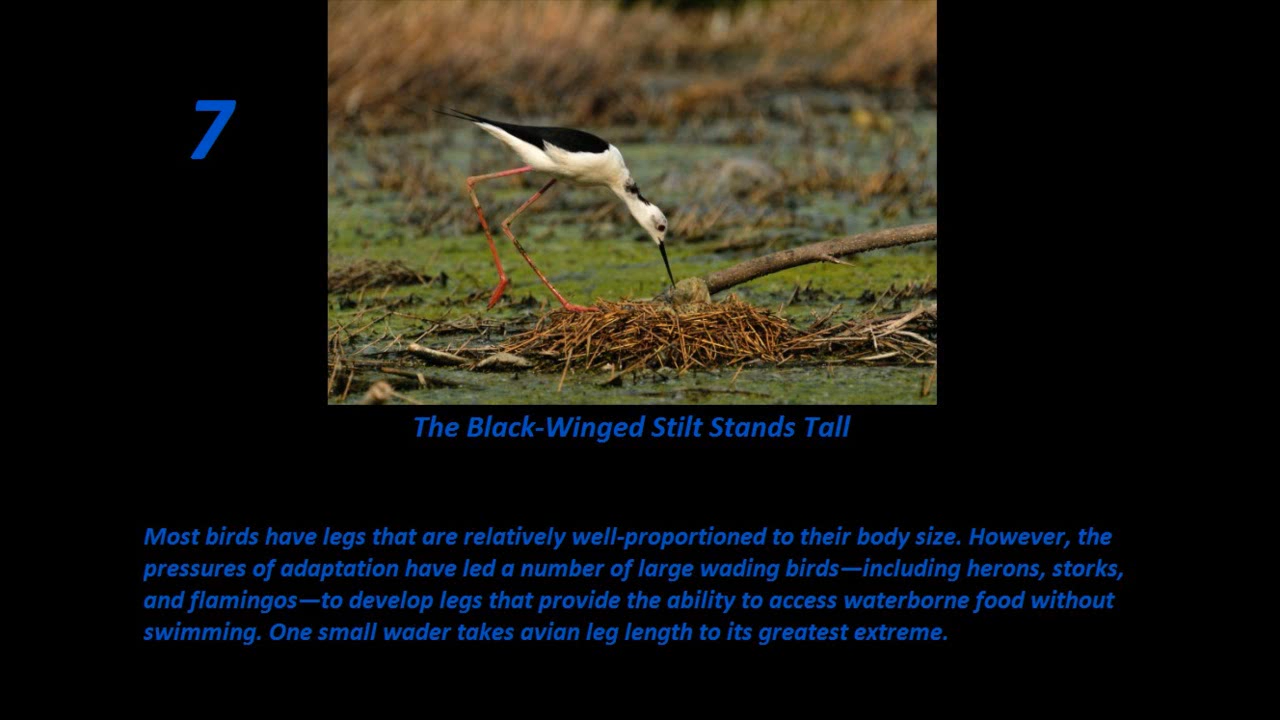 7
The Black-Winged Stilt Stands Tall
Most birds have legs that are relatively well-proportioned to their body size. However, the
pressures of adaptation have led a number of large wading birds—including herons, storks,
and flamingos—to develop legs that provide the ability to access waterborne food without
swimming. One small wader takes avian leg length to its greatest extreme.